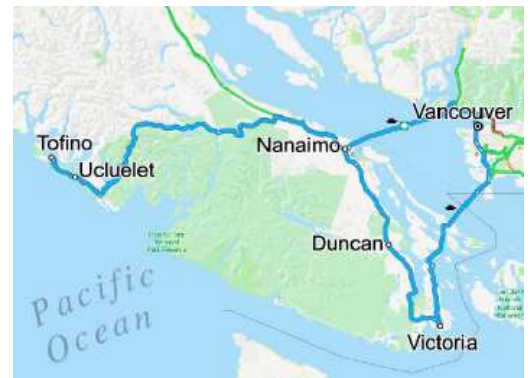 Vancouver
Tofino
Nanaimo
Ucluelet
Duncan
Pacific
Ocean
Victoria